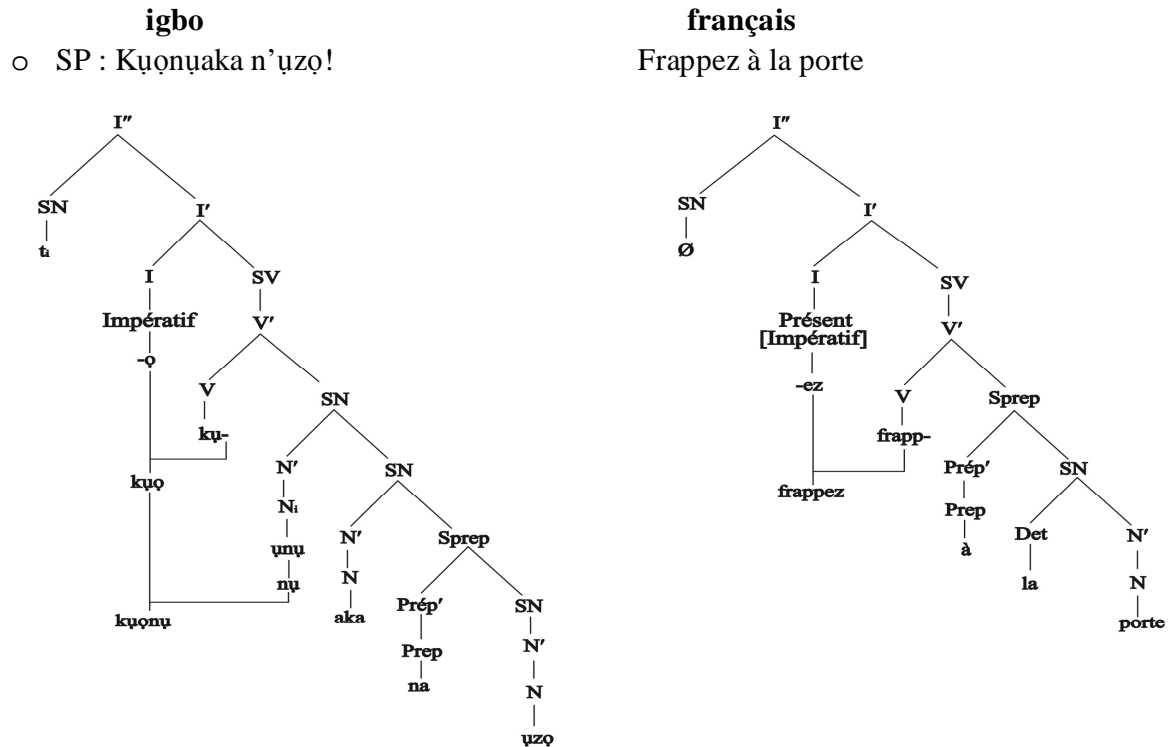 igbo français
o SP : Kụọnụaka n’ụzọ! Frappez à la porte
I″ I″
SN I′ SN I′
tᵢ Ø
I SV I SV
Impératif V′ Présent V′
[Impératif]
-ọ -ez
V SN V Sprep
kụ- frapp-
kụọ N′ SN frappez Prép′ SN
Nᵢ Prep
ụnụ N′ Sprep à Det N′
nụ N la N
kụọnụ aka Prép′ SN porte
Prep N′
na N
ụzọ